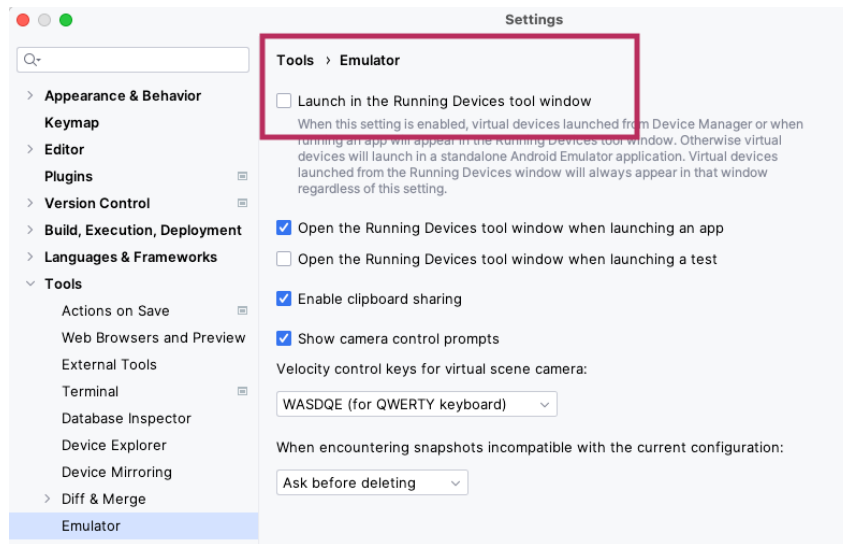 Settings
Appearance & Behavior
Keymap
Editor
Plugins
Version Control
Build, Execution, Deployment
Languages & Frameworks
Tools
Actions on Save
Web Browsers and Preview
External Tools
Terminal
Database Inspector
Device Explorer
Device Mirroring
Diff & Merge
Emulator
Tools › Emulator
Launch in the Running Devices tool window
When this setting is enabled, virtual devices launched from Device Manager or when
running an app will appear in the Running Devices tool window. Otherwise virtual
devices will launch in a standalone Android Emulator application. Virtual devices
launched from the Running Devices window will always appear in that window
regardless of this setting.
Open the Running Devices tool window when launching an app
Open the Running Devices tool window when launching a test
Enable clipboard sharing
Show camera control prompts
Velocity control keys for virtual scene camera:
WASDQE (for QWERTY keyboard)
When encountering snapshots incompatible with the current configuration:
Ask before deleting